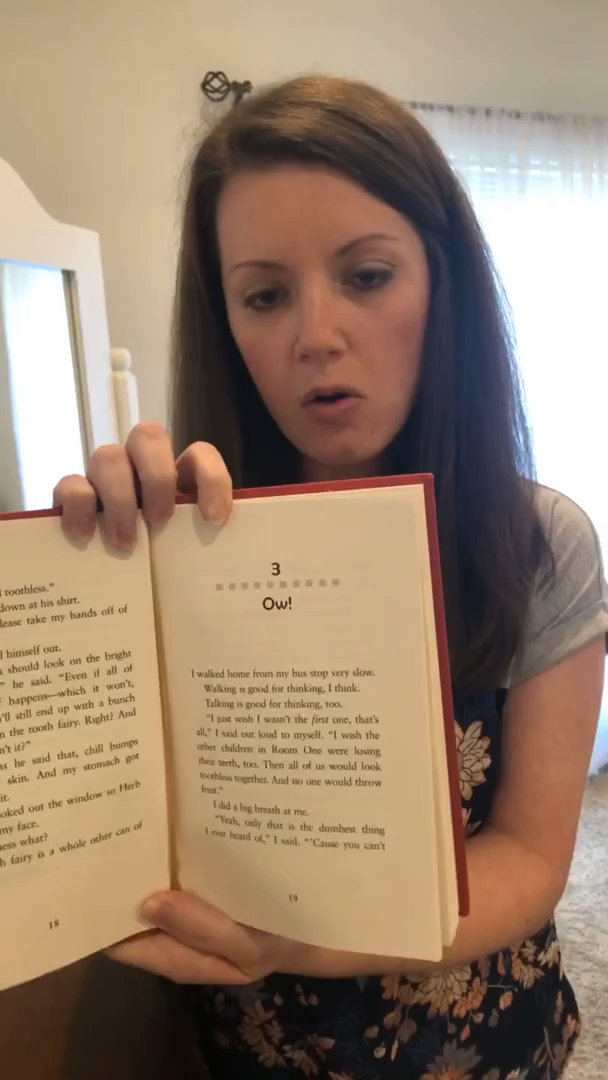 toothless."
down at his shirt.
lease take my hands off of
l himself out.
should look on the bright
" he said. "Even if all of
happens—which it won't,
'll still end up with a bunch
n the tooth fairy. Right? And
n't it?"
as he said that, chill bumps
skin. And my stomach got
it.
ooked out the window so Herb
my face.
ess what?
h fairy is a whole other can of
18
3
Ow!
I walked home from my bus stop very slow.
Walking is good for thinking, I think.
Talking is good for thinking, too.
"I just wish I wasn't the first one, that's
all," I said out loud to myself. "I wish the
other children in Room One were losing
their teeth, too. Then all of us would look
toothless together. And no one would throw
fruit."
I did a big breath at me.
"Yeah, only that is the dumbest thing
I ever heard of," I said. "'Cause you can't
19